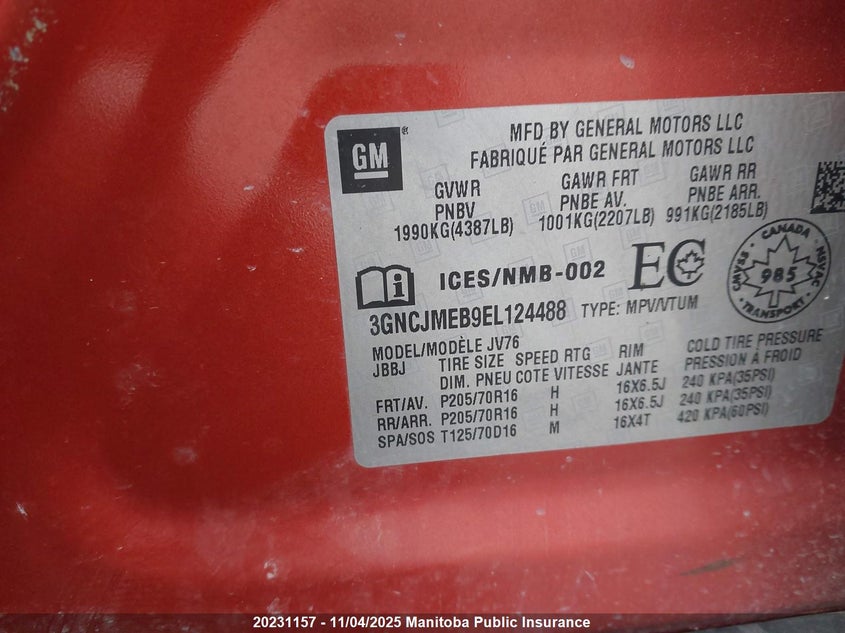 GM
®
MFD BY GENERAL MOTORS LLC
FABRIQUÉ PAR GENERAL MOTORS LLC
GVWR GAWR FRT GAWR RR
PNBV PNBE AV. PNBE ARR.
1990KG(4387LB) 1001KG(2207LB) 991KG(2185LB)
ICES/NMB-002 EC
CANADA
CMVSS NSVAC
985
TRANSPORT
3GNCJMEB9EL124488 TYPE: MPV/VTUM
MODEL/MODÈLE JV76
JBBJ TIRE SIZE SPEED RTG RIM COLD TIRE PRESSURE
DIM. PNEU COTE VITESSE JANTE PRESSION À FROID
FRT/AV. P205/70R16 H 16X6.5J 240 KPA(35PSI)
RR/ARR. P205/70R16 H 16X6.5J 240 KPA(35PSI)
SPA/SOS T125/70D16 M 16X4T 420 KPA(60PSI)
20231157 - 11/04/2025 Manitoba Public Insurance